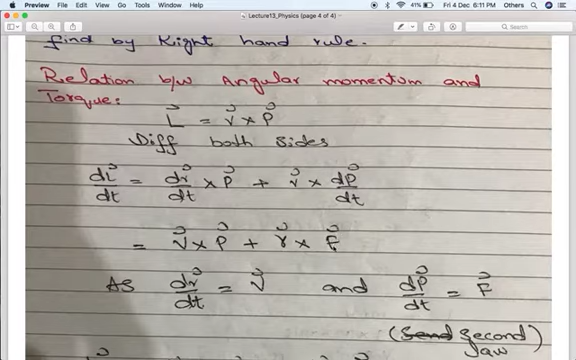 Preview File Edit View Go Tools Window Help 41% Fri 4 Dec 6:11 PM Others
Lecture13_Physics (page 4 of 4)
Search
find by Right hand rule.
Relation b/w Angular momentum and
Torque:
L⃗ = r⃗ × P⃗
Diff both sides
dL⃗/dt = dr⃗/dt × P⃗ + r⃗ × dP⃗/dt
= v⃗ × P⃗ + r⃗ × F⃗
As dr⃗/dt = v⃗ and dP⃗/dt = F⃗
(Second law)